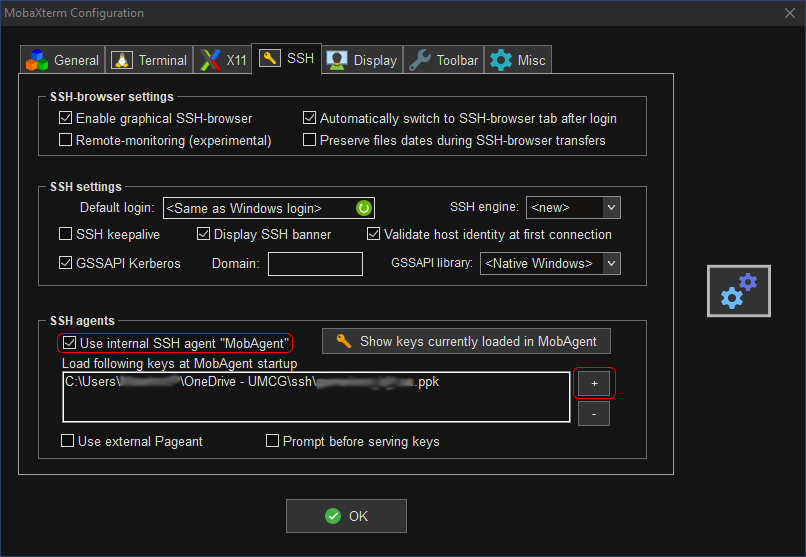 MobaXterm Configuration
General Terminal X11 SSH Display Toolbar Misc
SSH-browser settings
Enable graphical SSH-browser Automatically switch to SSH-browser tab after login
Remote-monitoring (experimental) Preserve files dates during SSH-browser transfers
SSH settings
Default login: <Same as Windows login> SSH engine: <new>
SSH keepalive Display SSH banner Validate host identity at first connection
GSSAPI Kerberos Domain: GSSAPI library: <Native Windows>
SSH agents
Use internal SSH agent "MobAgent" Show keys currently loaded in MobAgent
Load following keys at MobAgent startup
C:\Users\ \OneDrive - UMCG\ssh\ .ppk +
-
Use external Pageant Prompt before serving keys
OK